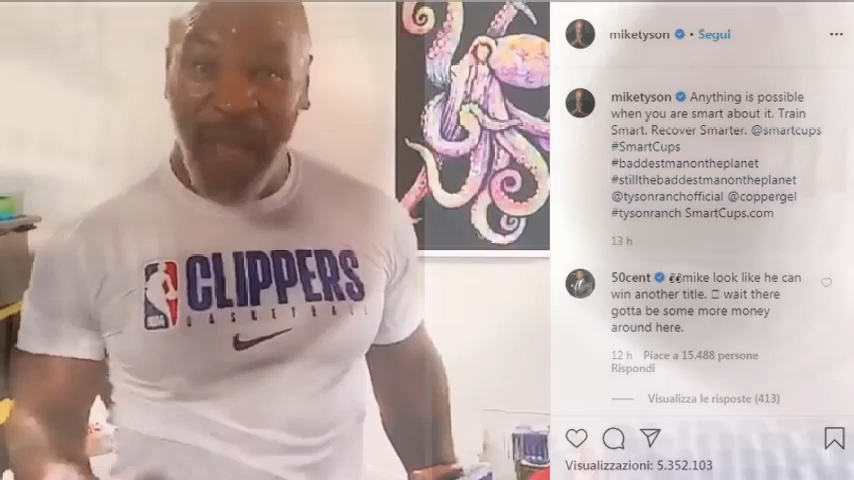 miketyson • Segui
miketyson Anything is possible
when you are smart about it. Train
Smart. Recover Smarter. @smartcups
#SmartCups
#baddestmanontheplanet
#stillthebaddestmanontheplanet
@tysonranchofficial @coppergel
#tysonranch SmartCups.com
13 h
50cent 👀mike look like he can
win another title. wait there
gotta be some more money
around here.
12 h Piace a 15.488 persone
Rispondi
Visualizza le risposte (413)
Visualizzazioni: 5.352.103
CLIPPERS
BASKETBALL
NBA